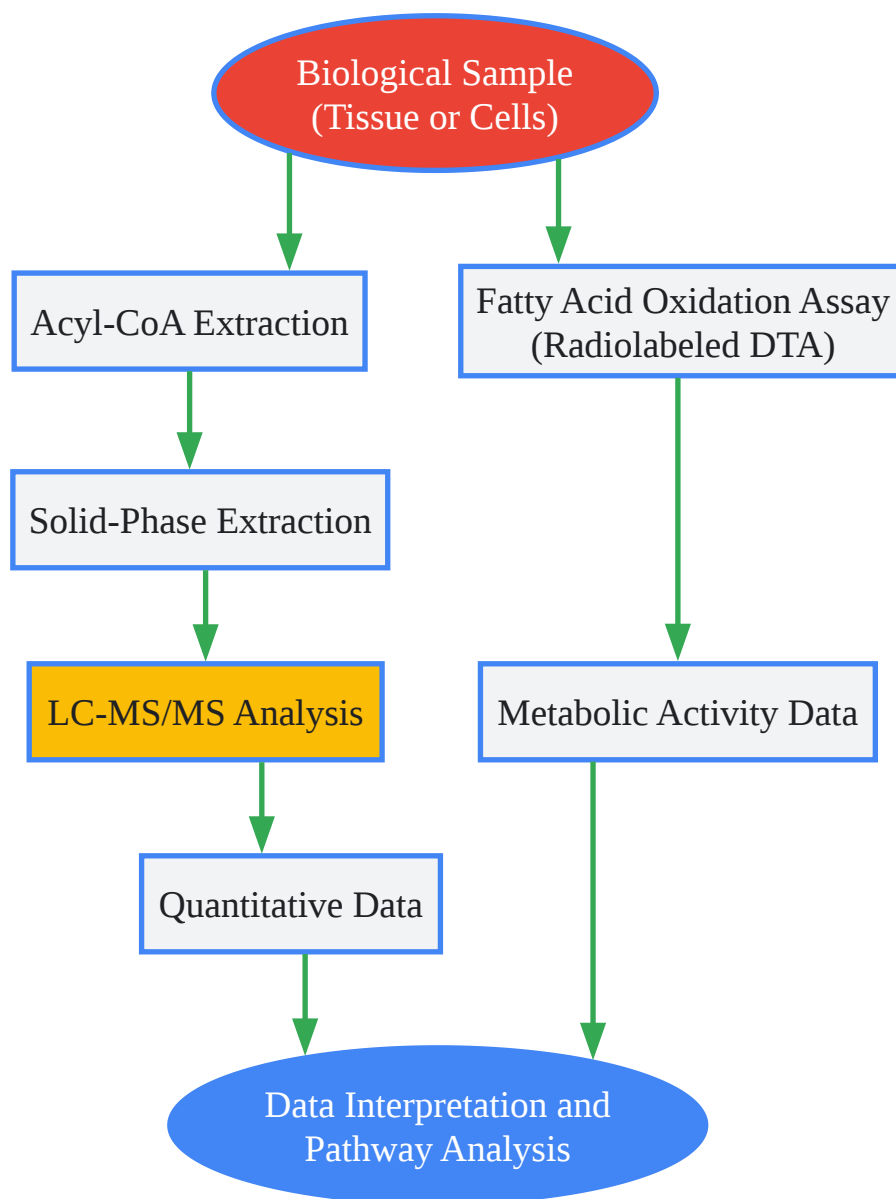 Biological Sample
(Tissue or Cells)
Acyl-CoA Extraction
Fatty Acid Oxidation Assay
(Radiolabeled DTA)
Solid-Phase Extraction
LC-MS/MS Analysis
Metabolic Activity Data
Quantitative Data
Data Interpretation and
Pathway Analysis